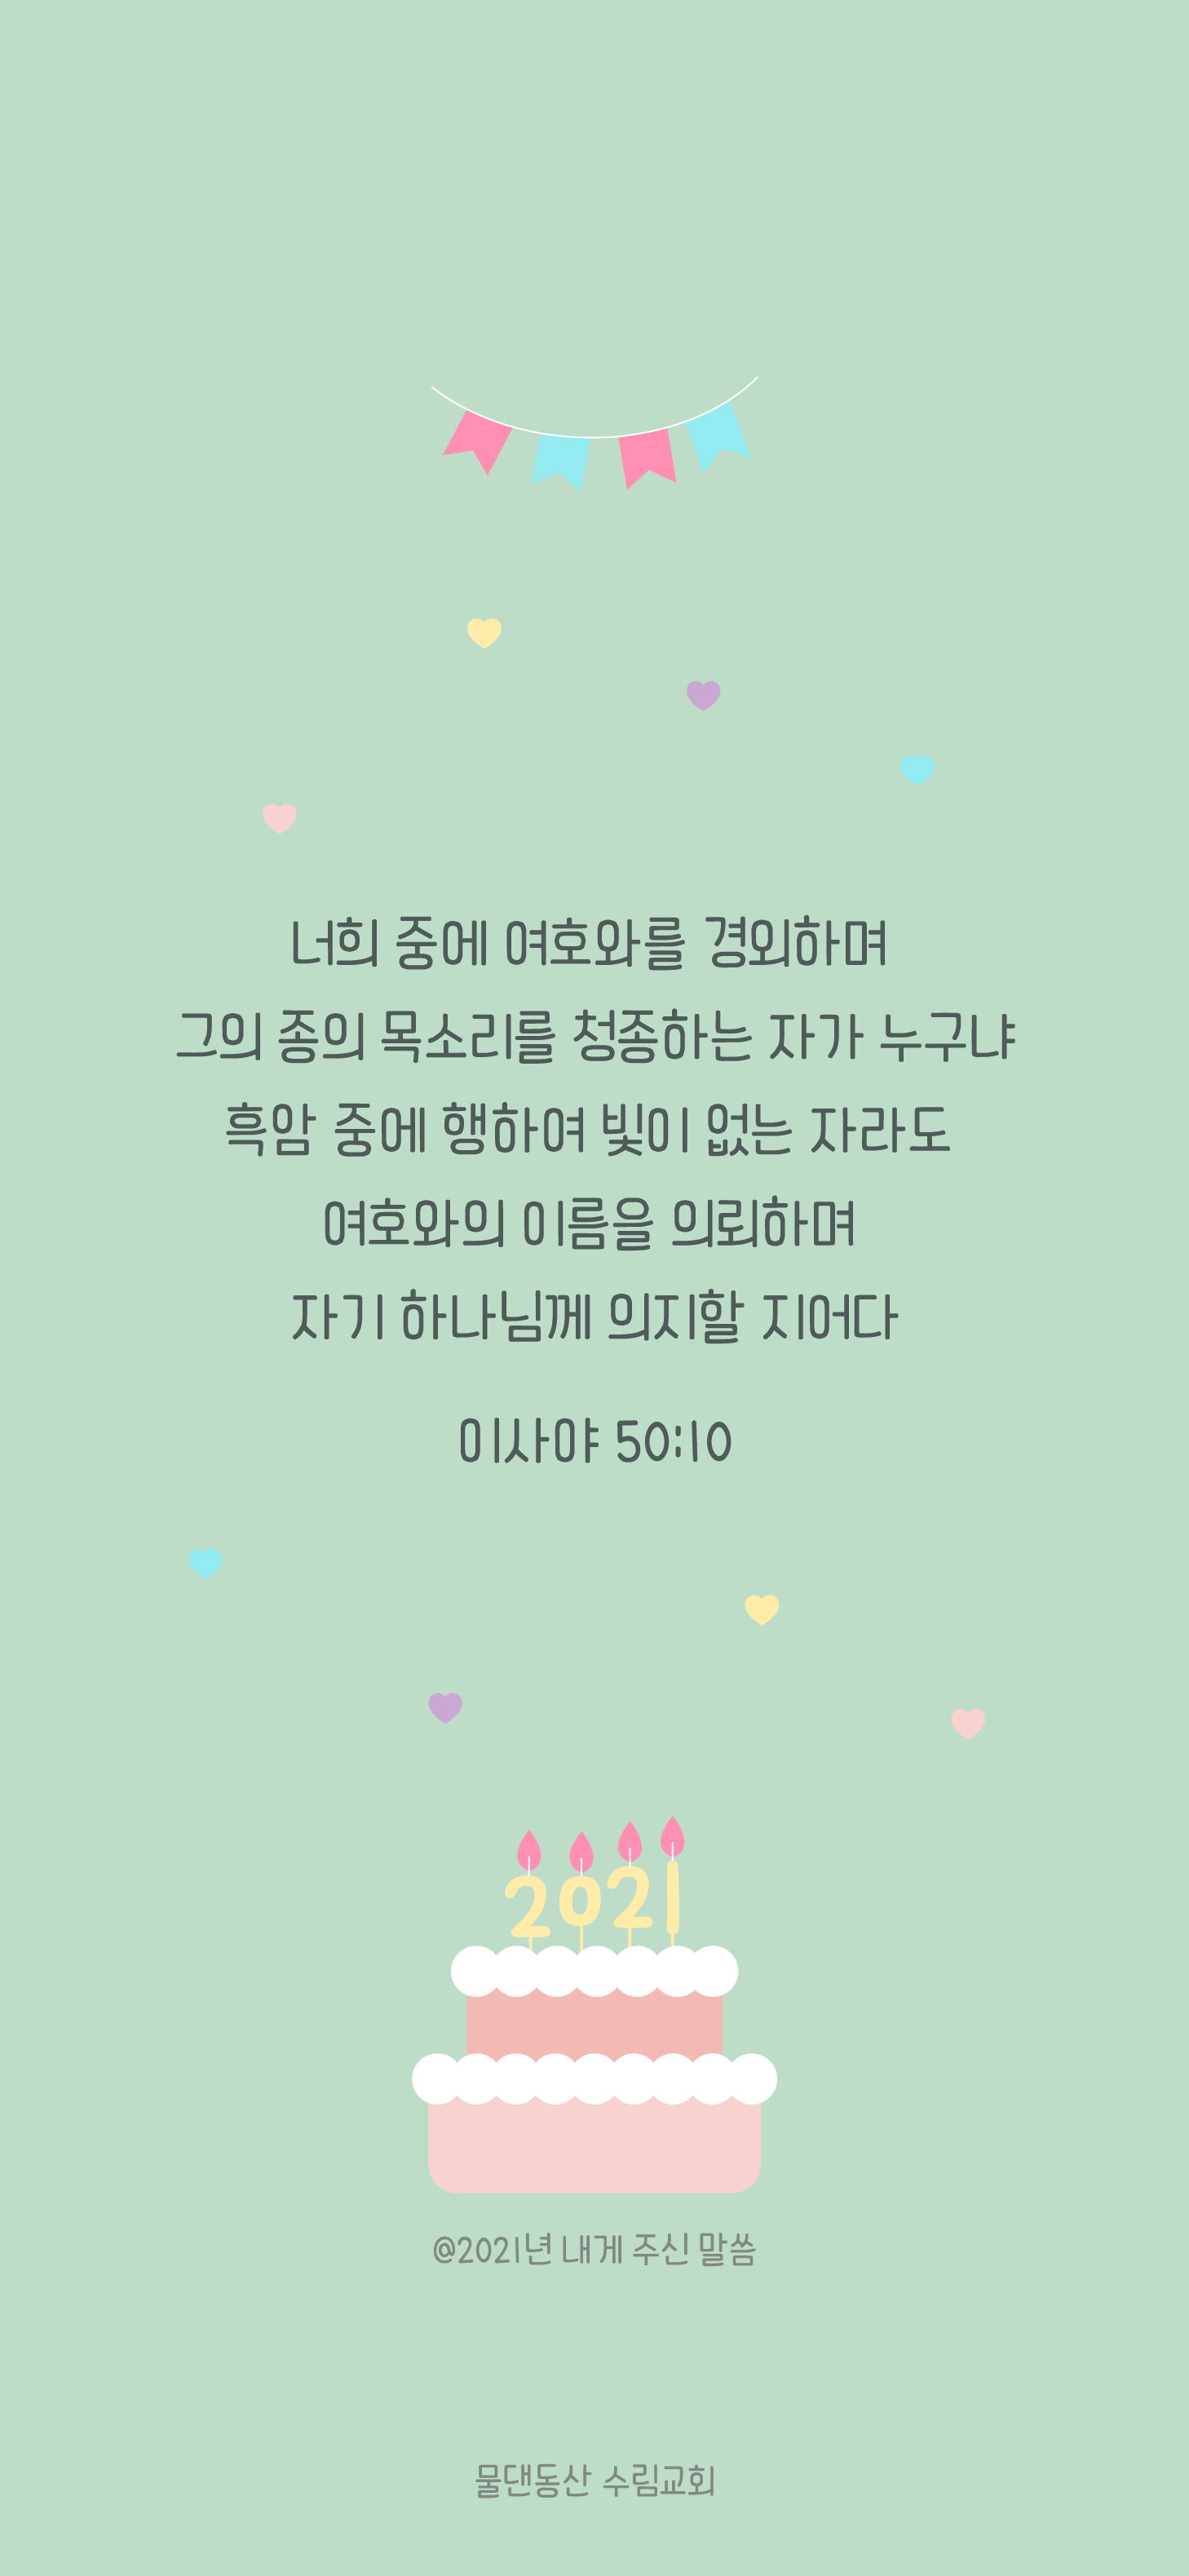 너희 중에 여호와를 경외하며
그의 종의 목소리를 청종하는 자가 누구냐
흑암 중에 행하여 빛이 없는 자라도
여호와의 이름을 의뢰하며
자기 하나님께 의지할 지어다
이사야 50:10
2021
@2021년 내게 주신 말씀
물댄동산 수림교회